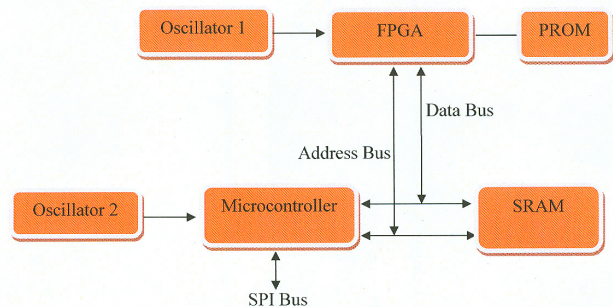 Oscillator 1
FPGA
PROM
Data Bus
Address Bus
Oscillator 2
Microcontroller
SRAM
SPI Bus